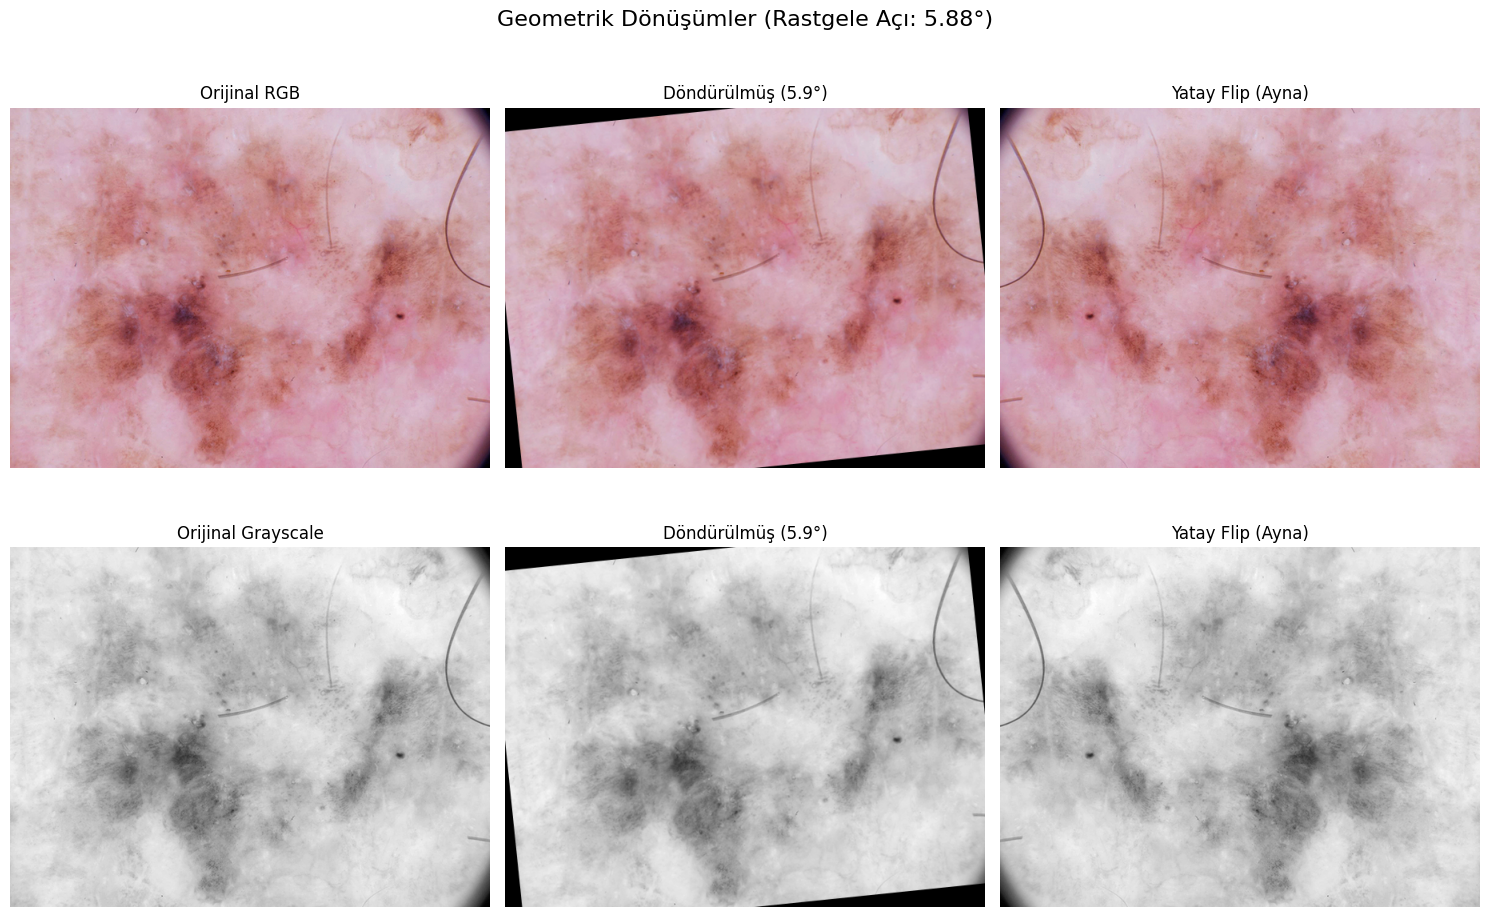 Geometrik Dönüşümler (Rastgele Açı: 5.88°)
Orijinal RGB
Döndürülmüş (5.9°)
Yatay Flip (Ayna)
Orijinal Grayscale
Döndürülmüş (5.9°)
Yatay Flip (Ayna)